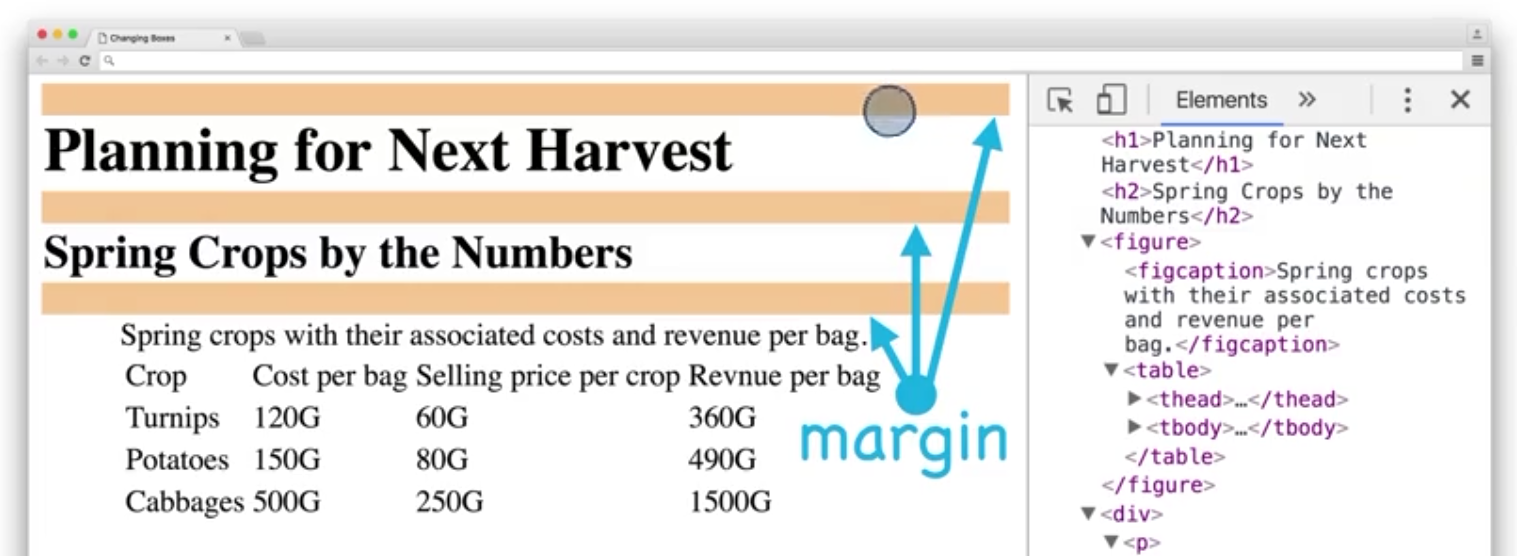 Changing Boxes
Elements
Planning for Next Harvest
Spring Crops by the Numbers
Spring crops with their associated costs and revenue per bag.
Crop Cost per bag Selling price per crop Revnue per bag
Turnips 120G 60G 360G
Potatoes 150G 80G 490G
Cabbages 500G 250G 1500G
margin
<h1>Planning for Next
Harvest</h1>
<h2>Spring Crops by the
Numbers</h2>
▼<figure>
<figcaption>Spring crops
with their associated costs
and revenue per
bag.</figcaption>
▼<table>
▶<thead>…</thead>
▶<tbody>…</tbody>
</table>
</figure>
▼<div>
▼<p>